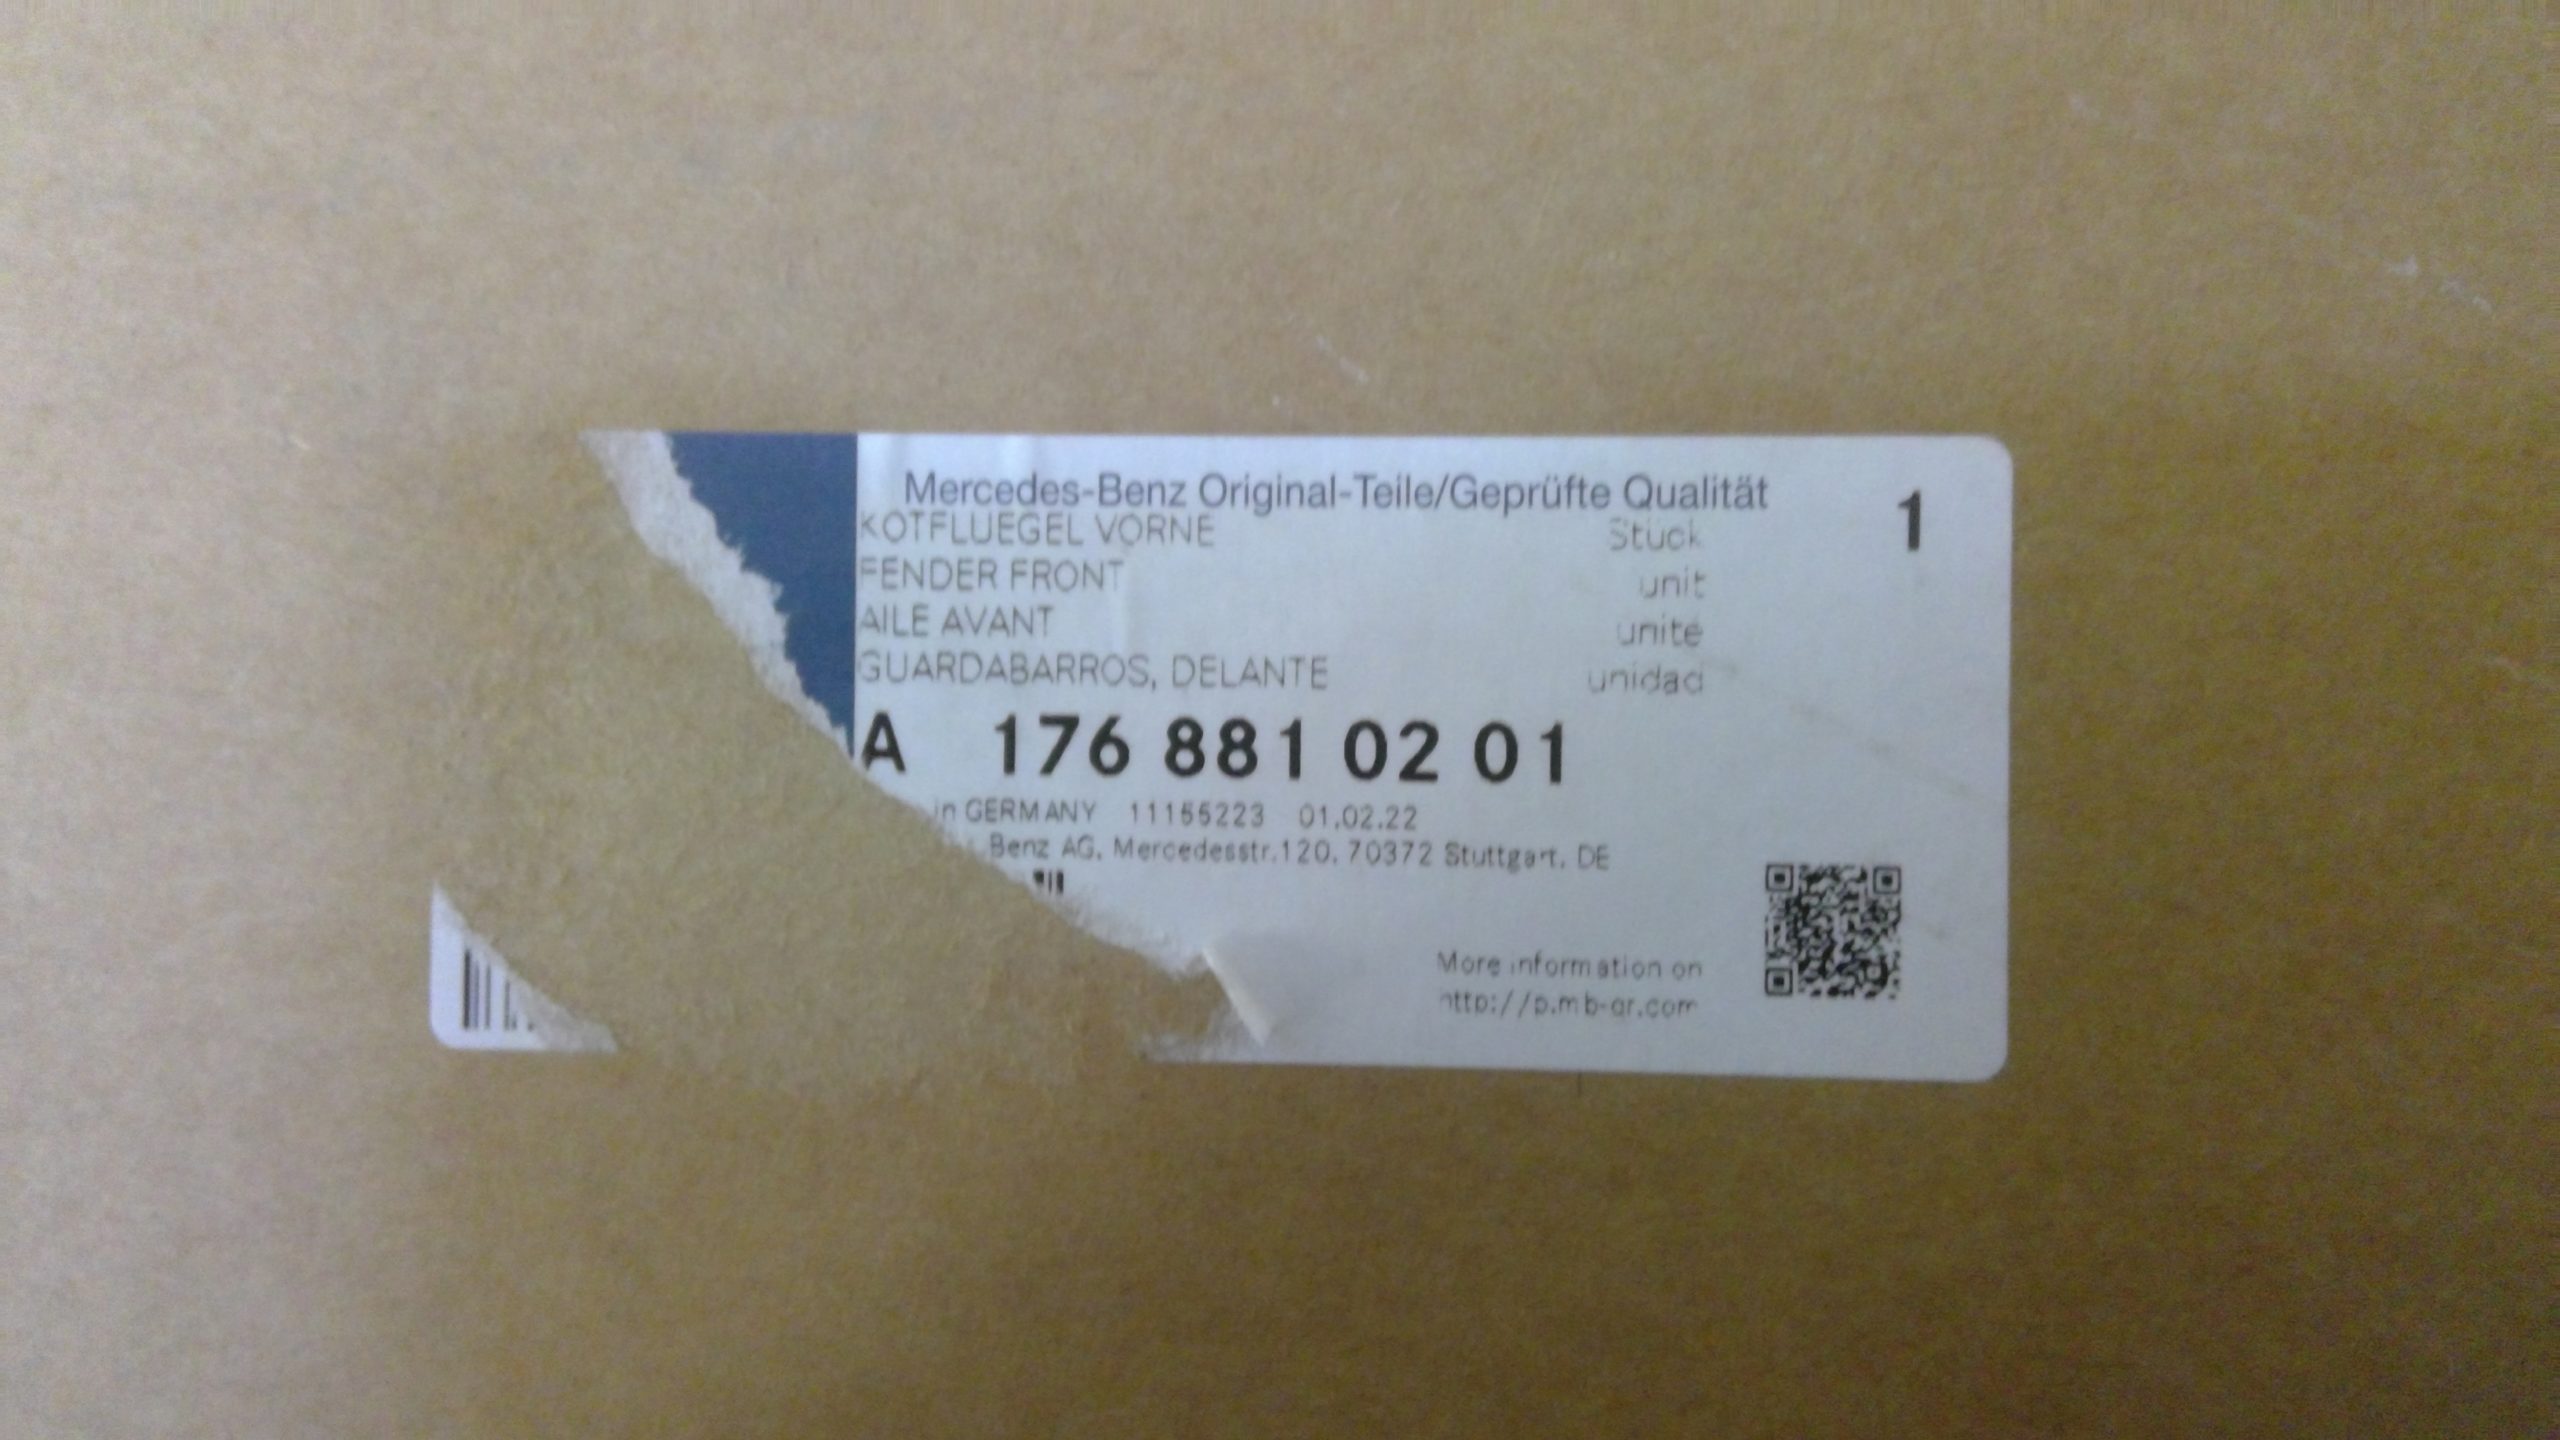 Mercedes-Benz Original-Teile/Geprüfte Qualität
1
KOTFLUEGEL VORNE Stück
FENDER FRONT unit
AILE AVANT unité
GUARDABARROS, DELANTE unidad
A 176 881 02 01
in GERMANY 11155223 01.02.22
Benz AG, Mercedesstr.120, 70372 Stuttgart, DE
More information on
http://p.mb-qr.com